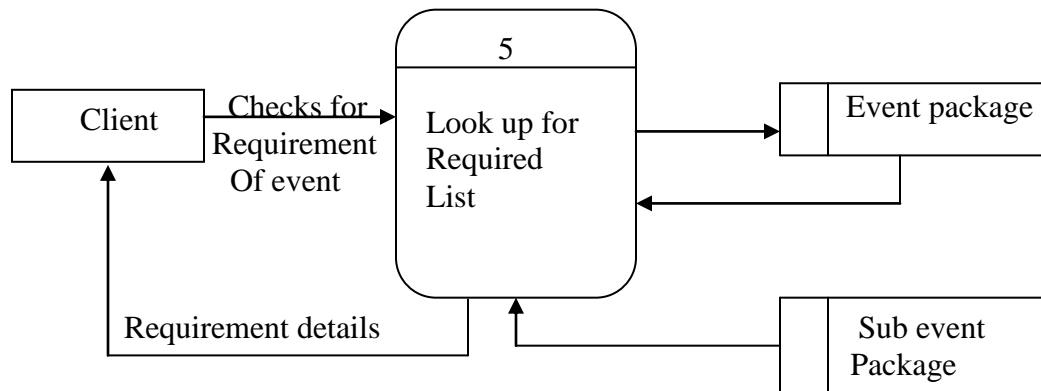 5
Client
Checks for
Requirement
Of event
Look up for
Required
List
Event package
Requirement details
Sub event
Package